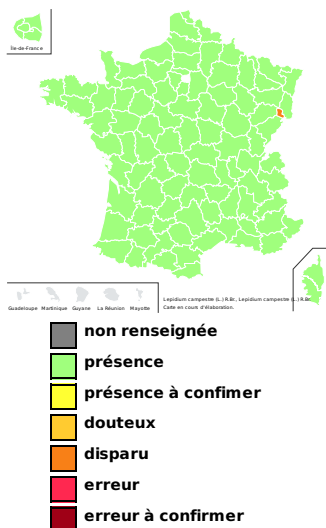 Île-de-France
Guadeloupe Martinique Guyane La Réunion Mayotte
Lepidium campestre (L.) R.Br., Lepidium campestre (L.) R.Br.
Carte en cours d'élaboration.
non renseignée
présence
présence à confimer
douteux
disparu
erreur
erreur à confirmer